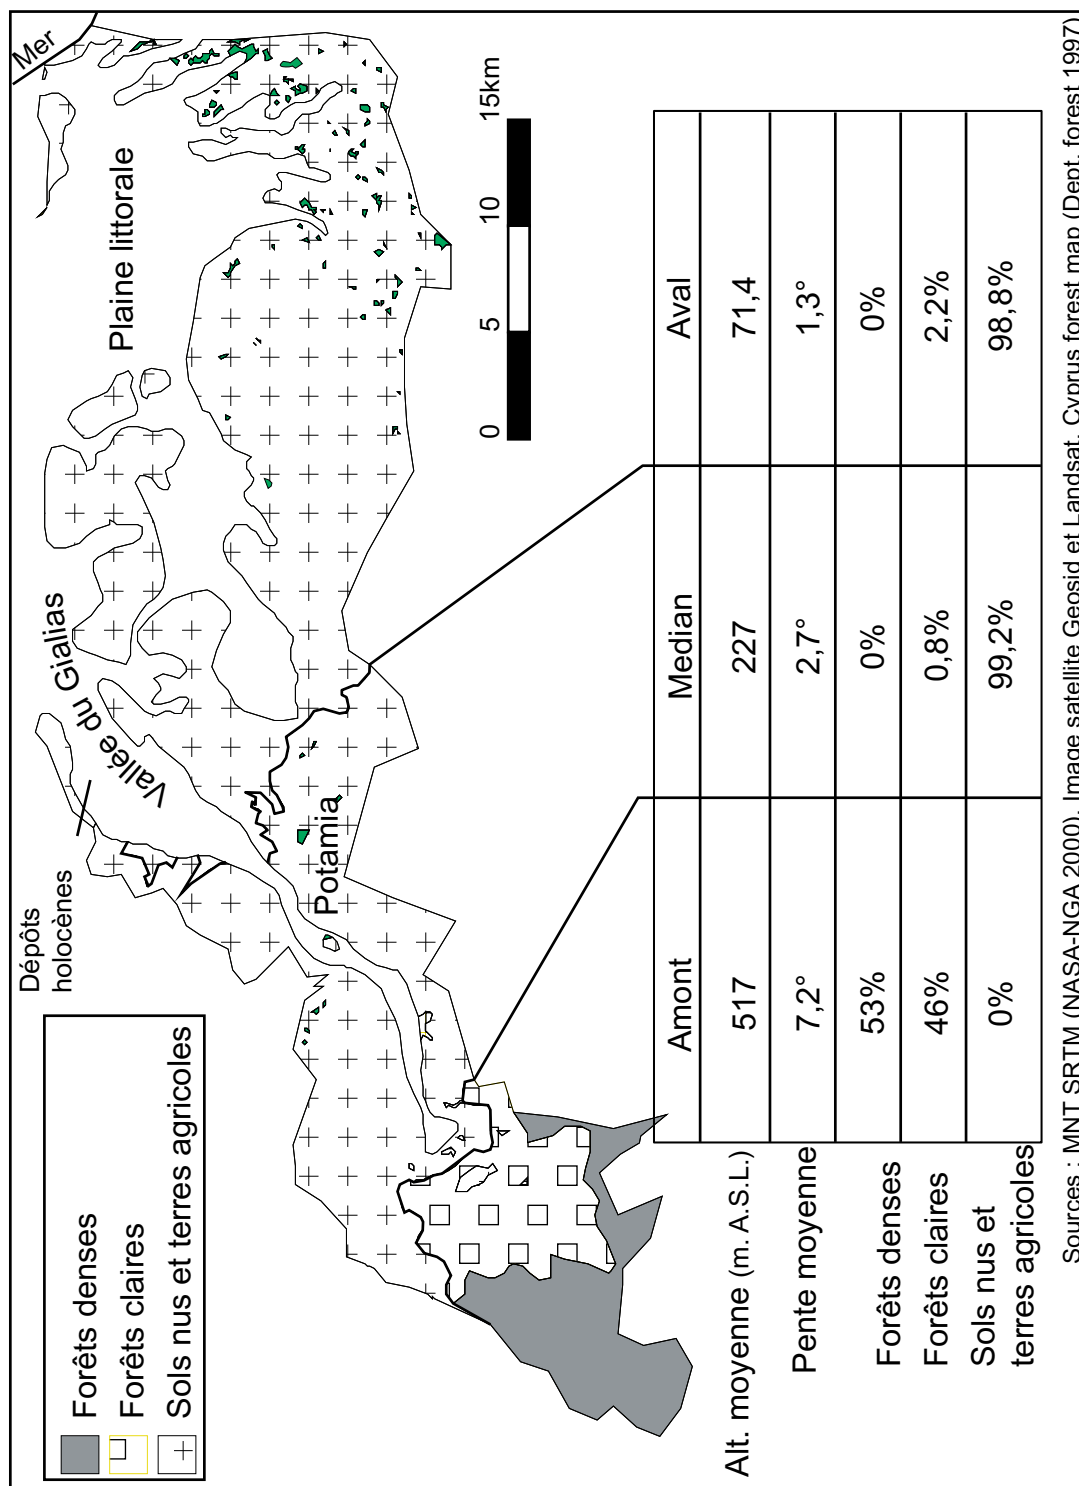 Forêts denses
Forêts claires
Sols nus et terres agricoles
Dépôts
holocènes
Vallée du Gialias
Plaine littorale
Mer
Potamia
0 5 10 15km
Amont Median Aval
Alt. moyenne (m. A.S.L.) 517 227 71,4
Pente moyenne 7,2° 2,7° 1,3°
Forêts denses 53% 0% 0%
Forêts claires 46% 0,8% 2,2%
Sols nus et
terres agricoles 0% 99,2% 98,8%
Sources : MNT SRTM (NASA-NGA 2000), Image satellite Geosid et Landsat, Cyprus forest map (Dept. forest 1997)